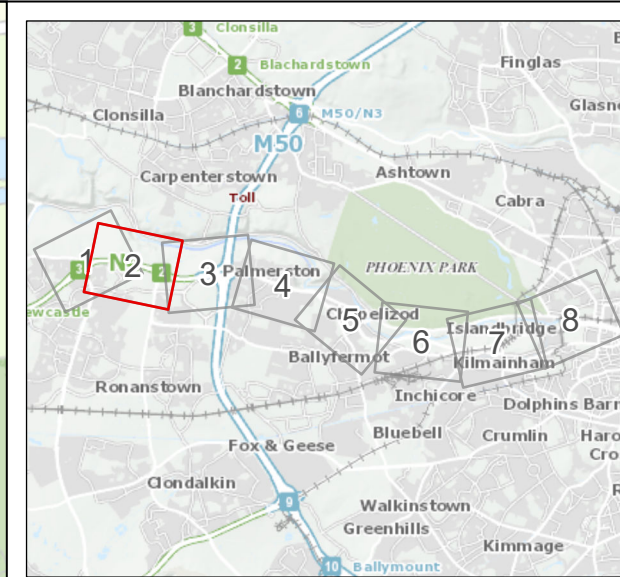 3
Clonsilla
2
Blachardstown
Finglas
Blanchardstown
Clonsilla
6
M50/N3
M50
Carpenterstown
Ashtown
Toll
Cabra
1
2
3
3
N
2
Palmerston
4
PHOENIX PARK
5
Chapelizod
6
Islandbridge
7
8
Ballyfermot
Kilmainham
Ronanstown
Inchicore
Bluebell
Crumlin
Fox & Geese
Clondalkin
9
Walkinstown
Greenhills
Kimmage
10
Ballymount